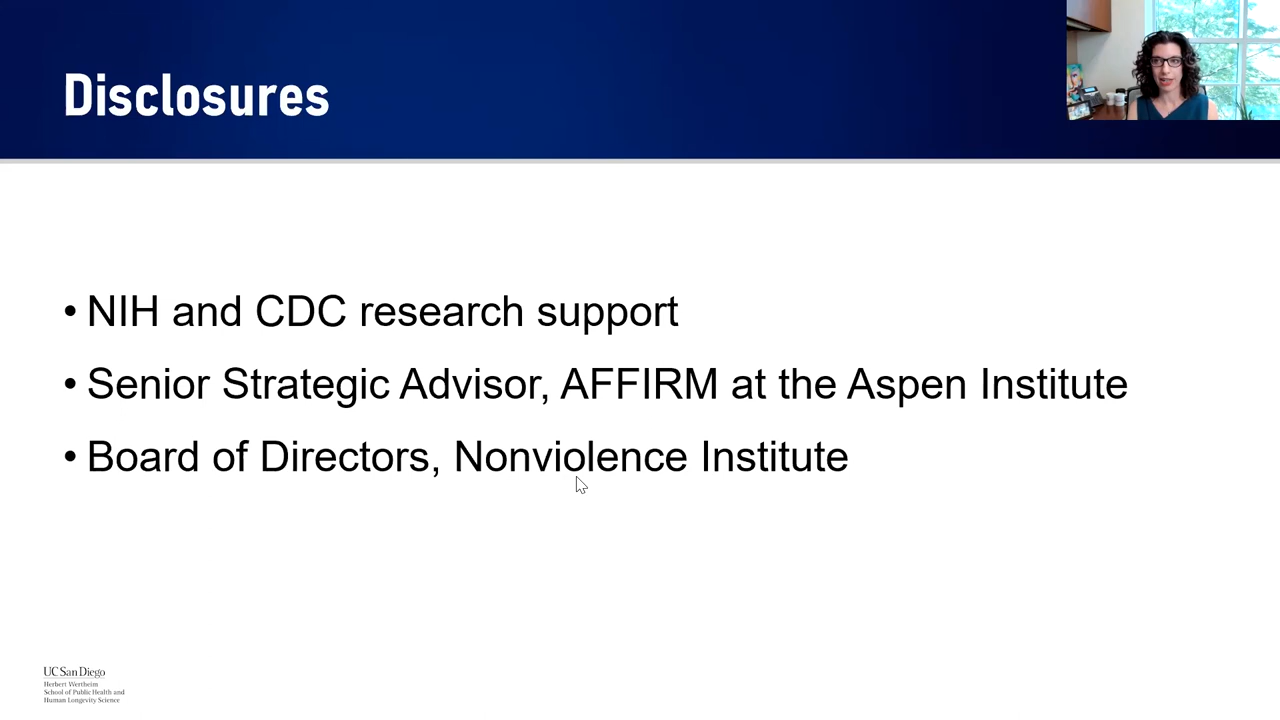 Disclosures
• NIH and CDC research support
• Senior Strategic Advisor, AFFIRM at the Aspen Institute
• Board of Directors, Nonviolence Institute
UC San Diego
Herbert Wertheim
School of Public Health and
Human Longevity Science